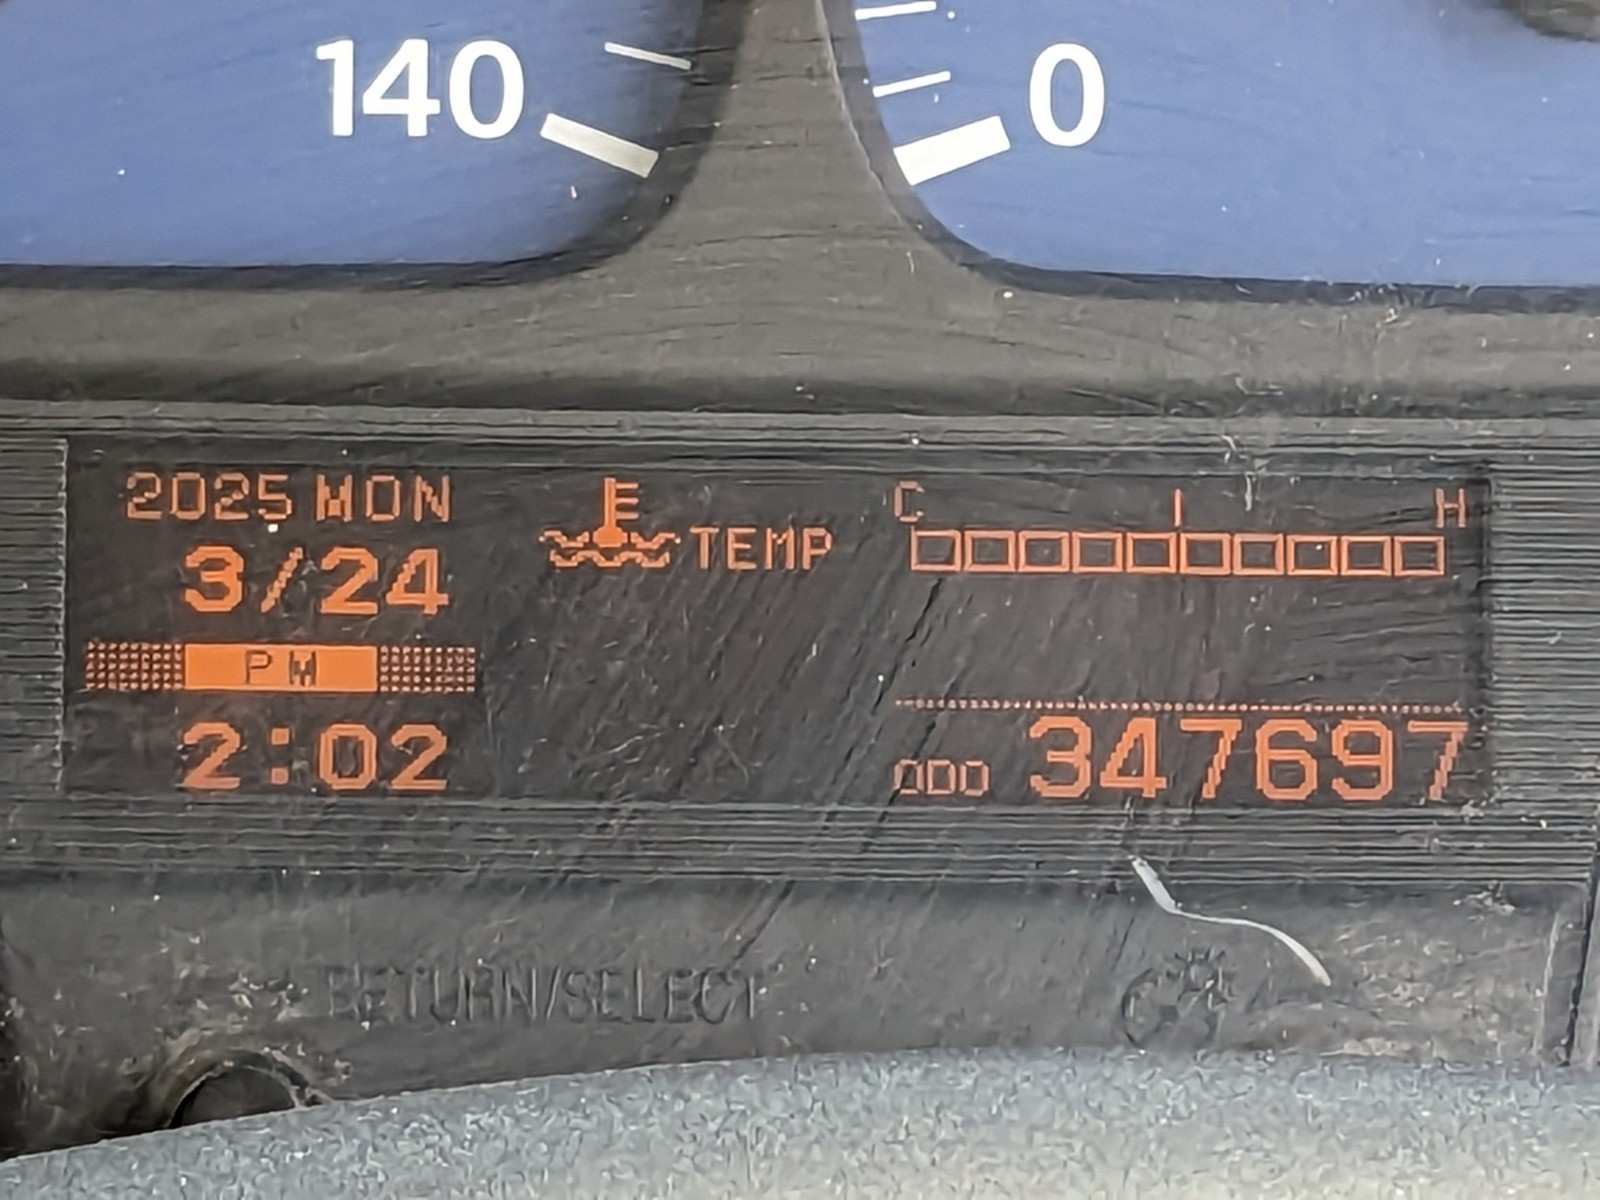 140
0
2025 MON
3/24
PM
2:02
E
TEMP
C H
ODO 347697
RETURN/SELECT